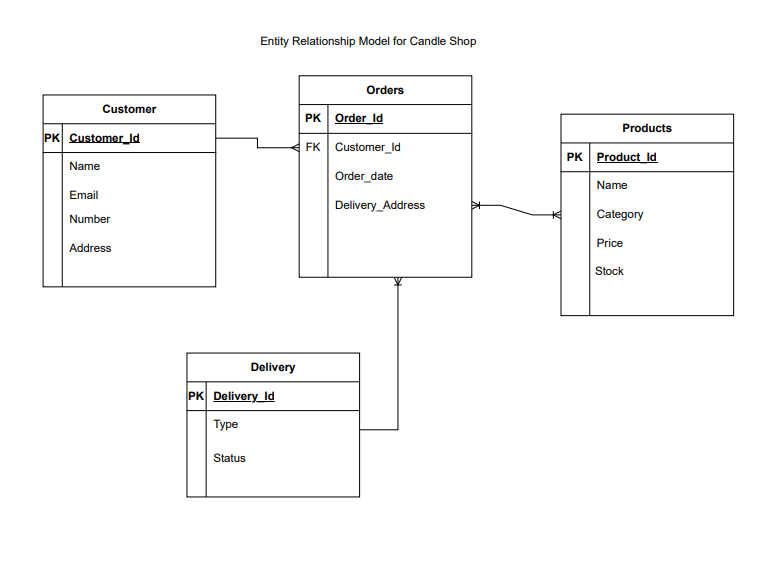 Entity Relationship Model for Candle Shop
Customer
PK Customer_Id
Name
Email
Number
Address
Orders
PK Order_Id
FK Customer_Id
Order_date
Delivery_Address
Products
PK Product_Id
Name
Category
Price
Stock
Delivery
PK Delivery_Id
Type
Status